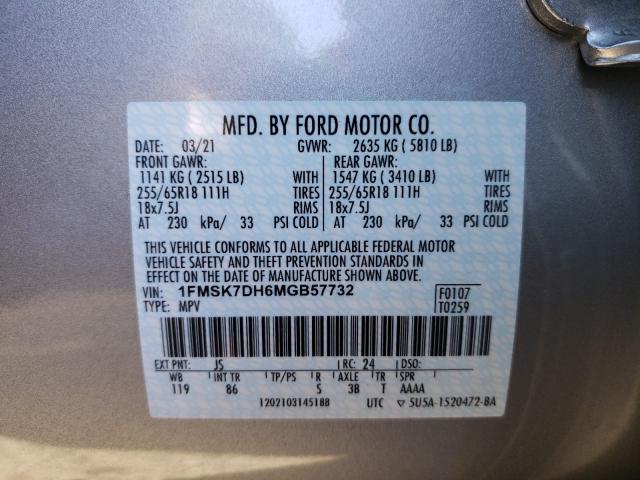 MFD. BY FORD MOTOR CO.
DATE: 03/21 GVWR: 2635 KG ( 5810 LB)
FRONT GAWR: REAR GAWR:
1141 KG ( 2515 LB) WITH 1547 KG ( 3410 LB) WITH
255/65R18 111H TIRES 255/65R18 111H TIRES
18x7.5J RIMS 18x7.5J RIMS
AT 230 kPa/ 33 PSI COLD AT 230 kPa/ 33 PSI COLD
THIS VEHICLE CONFORMS TO ALL APPLICABLE FEDERAL MOTOR
VEHICLE SAFETY AND THEFT PREVENTION STANDARDS IN
EFFECT ON THE DATE OF MANUFACTURE SHOWN ABOVE.
VIN: 1FMSK7DH6MGB57732 F0107
TYPE: MPV T0259
EXT PNT: JS RC: 24 DSO:
WB INT TR TP/PS R AXLE TR SPR
119 86 S 3B T AAAA
1202103145188 UTC ▽ 5U5A-1520472-BA